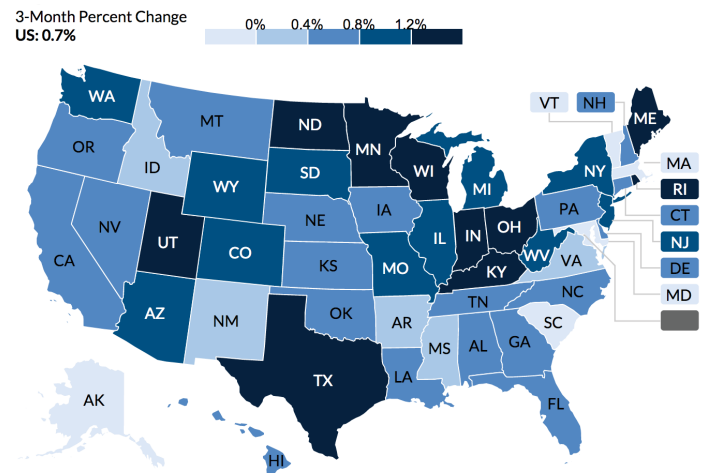 3-Month Percent Change
US: 0.7%
0% 0.4% 0.8% 1.2%
WA
VT NH
ME
MT
ND
OR
MN
ID
SD
WI
NY
MA
WY
MI
RI
IA
PA
CT
NV
NE
IL
IN
OH
NJ
UT
CO
WV
CA
KS
MO
KY
VA
DE
TN
NC
MD
AZ
NM
OK
AR
SC
MS
AL
GA
TX
LA
AK
FL
HI